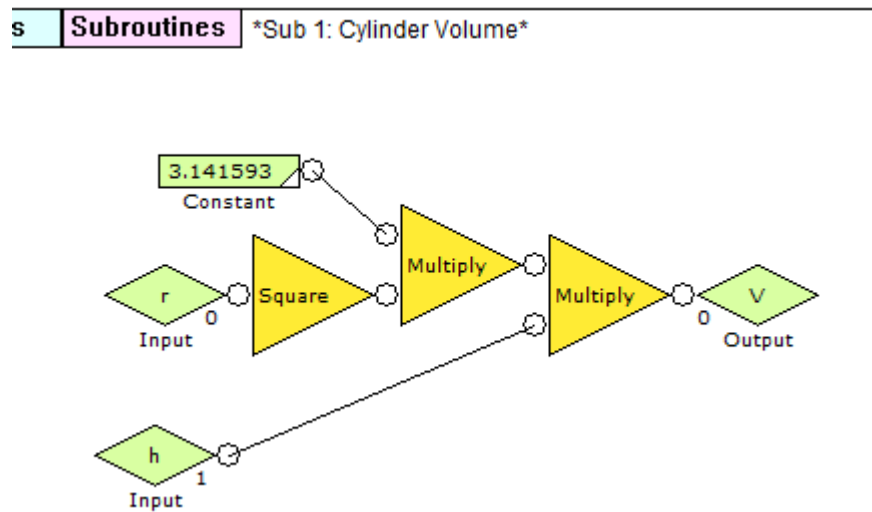 s Subroutines *Sub 1: Cylinder Volume*
3.141593
Constant
Multiply
r Square Multiply V
0 0
Input Output
h
1
Input